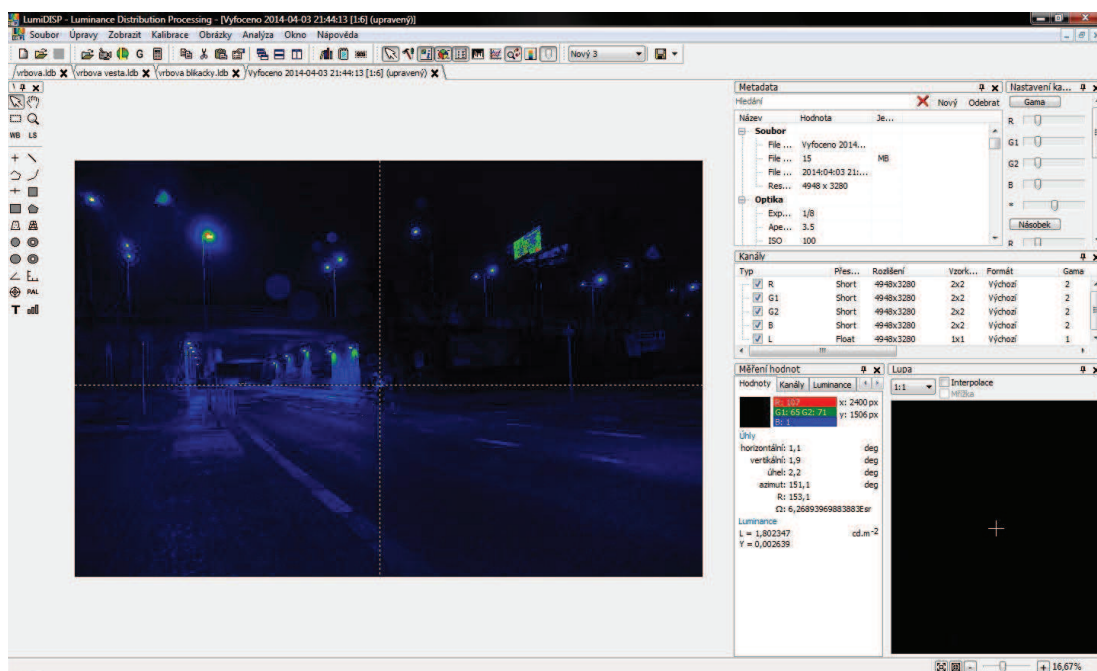 LumiDISP - Luminance Distribution Processing - [Vyfoceno 2014-04-03 21:44:13 [1:6] (upravený)]
Soubor Úpravy Zobrazit Kalibrace Obrázky Analýza Okno Nápověda
G Nový 3
vrbova.ldb vrbova vesta.ldb vrbova blikacky.ldb Vyfoceno 2014-04-03 21:44:13 [1:6] (upravený)
WB LS
PAL
T
Metadata
Hledání Nový Odebrat
Název Hodnota Je...
Soubor
File ... Vyfoceno 2014...
File ... 15 MB
File ... 2014:04:03 21:...
Res... 4948 x 3280
Optika
Exp... 1/8
Ape... 3.5
ISO 100
Nastavení ka...
Gama
R
G1
G2
B
*
Násobek
R
Kanály
Typ Přes... Rozlišení Vzork... Formát Gama
R Short 4948x3280 2x2 Výchozí 2
G1 Short 4948x3280 2x2 Výchozí 2
G2 Short 4948x3280 2x2 Výchozí 2
B Short 4948x3280 2x2 Výchozí 2
L Float 4948x3280 1x1 Výchozí 1
Měření hodnot
Hodnoty Kanály Luminance
R: 107 x: 2400 px
G1: 65 G2: 71 y: 1506 px
B: 1
Úhly
horizontální: 1,1 deg
vertikální: 1,9 deg
úhel: 2,2 deg
azimut: 151,1 deg
R: 153,1
Ω: 6,26893969883883Esr
Luminance
L = 1,802347 cd.m-2
Y = 0,002639
Lupa
1:1 Interpolace
Mřížka
16,67%